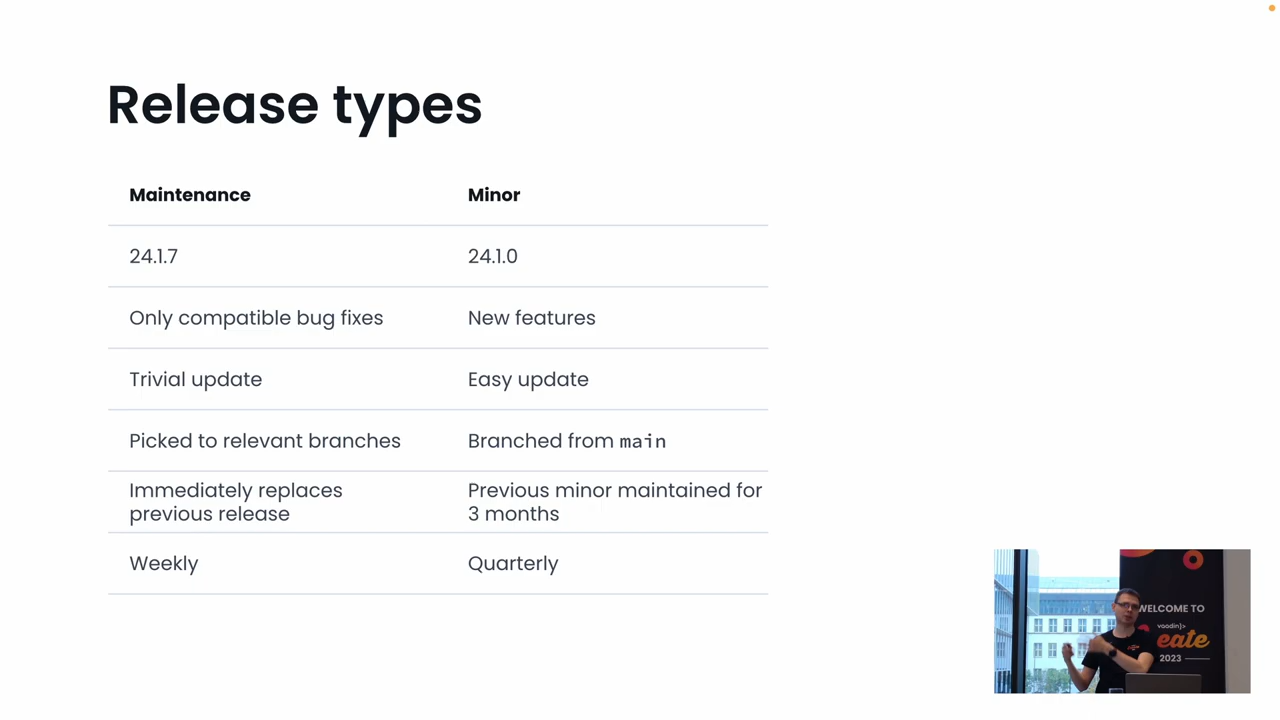 Release types
Maintenance Minor
24.1.7 24.1.0
Only compatible bug fixes New features
Trivial update Easy update
Picked to relevant branches Branched from main
Immediately replaces Previous minor maintained for
previous release 3 months
Weekly Quarterly
WELCOME TO
vaadin}>
eate
2023